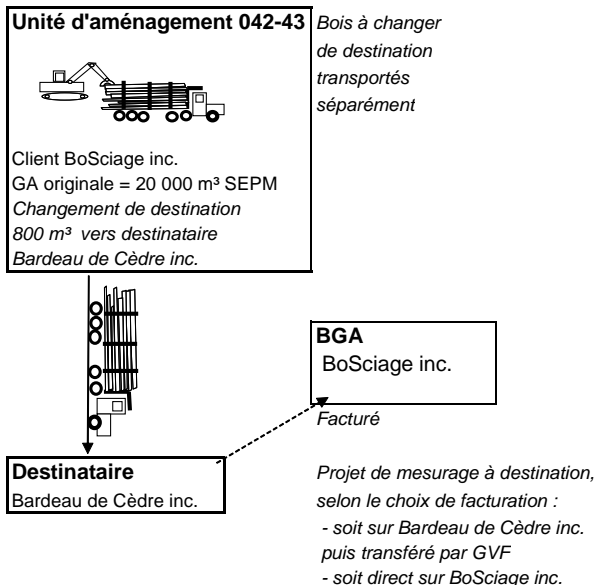 Unité d'aménagement 042-43
Bois à changer
de destination
transportés
séparément
Client BoSciage inc.
GA originale = 20 000 m³ SEPM
Changement de destination
800 m³ vers destinataire
Bardeau de Cèdre inc.
BGA
BoSciage inc.
Facturé
Destinataire
Bardeau de Cèdre inc.
Projet de mesurage à destination,
selon le choix de facturation :
- soit sur Bardeau de Cèdre inc.
puis transféré par GVF
- soit direct sur BoSciage inc.